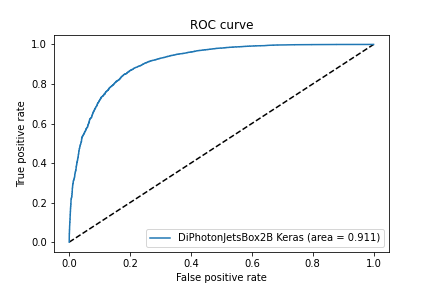 ROC curve
1.0
0.8
0.6
0.4
0.2
0.0
True positive rate
DiPhotonJetsBox2B Keras (area = 0.911)
0.0 0.2 0.4 0.6 0.8 1.0
False positive rate